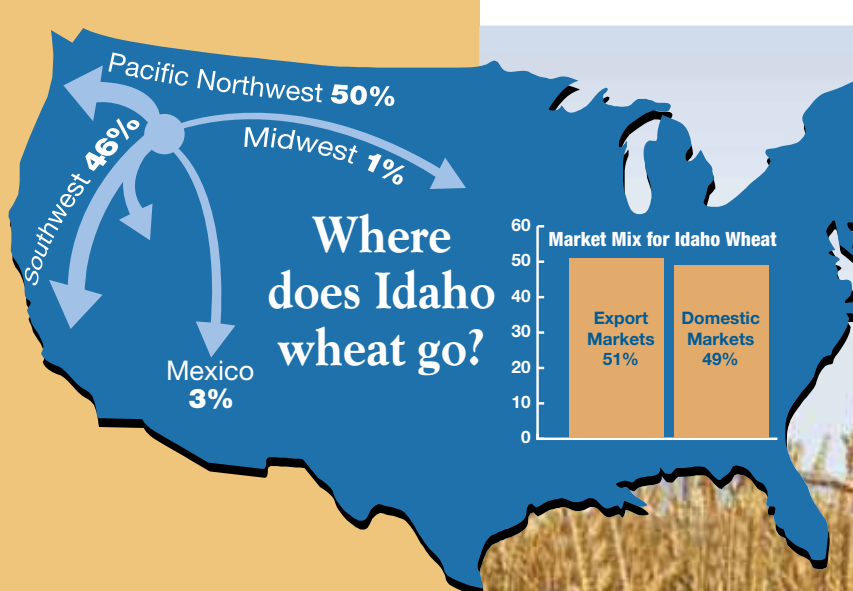 Pacific Northwest 50%
Midwest 1%
Southwest 46%
Where
does Idaho
wheat go?
Mexico
3%
Market Mix for Idaho Wheat
60
50
40
30
20
10
0
Export
Markets
51%
Domestic
Markets
49%